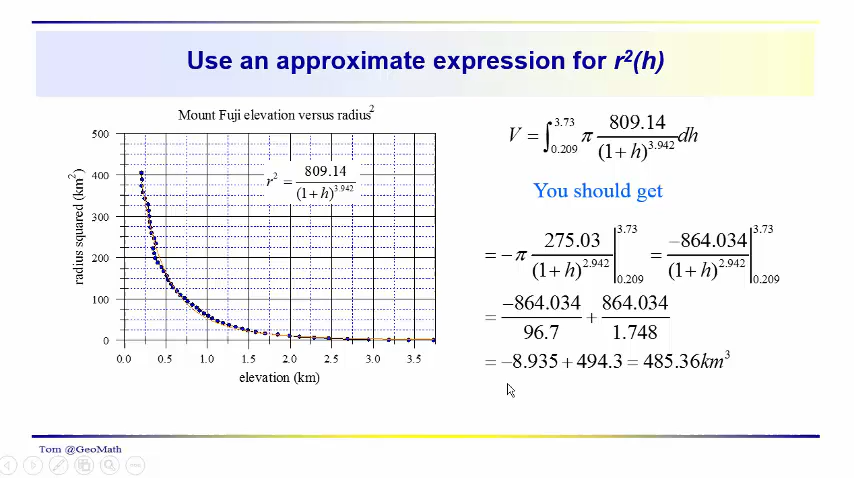 Use an approximate expression for r²(h)
Mount Fuji elevation versus radius²
500
400
300
200
100
0
radius squared (km²)
r² = 809.14 / (1+h)^3.942
0.0 0.5 1.0 1.5 2.0 2.5 3.0 3.5
elevation (km)
V = ∫_{0.209}^{3.73} π 809.14 / (1+h)^3.942 dh
You should get
= −π 275.03 / (1+h)^2.942 |_{0.209}^{3.73} = −864.034 / (1+h)^2.942 |_{0.209}^{3.73}
= −864.034 / 96.7 + 864.034 / 1.748
= −8.935 + 494.3 = 485.36km³
Tom @GeoMath